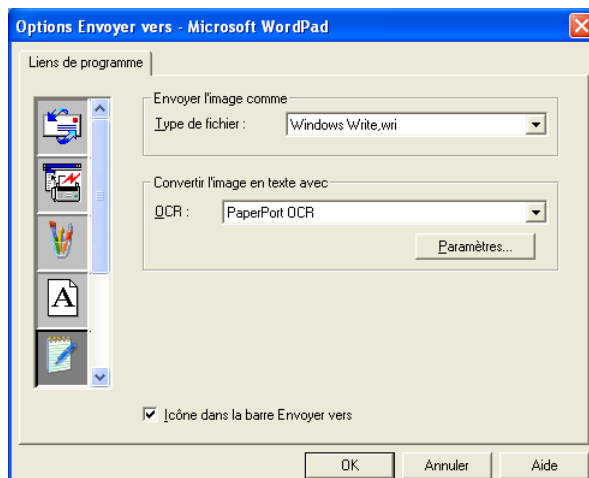 Options Envoyer vers - Microsoft WordPad
Liens de programme
Envoyer l'image comme
Type de fichier : Windows Write,wri
Convertir l'image en texte avec
OCR : PaperPort OCR
Paramètres...
A
Icône dans la barre Envoyer vers
OK Annuler Aide